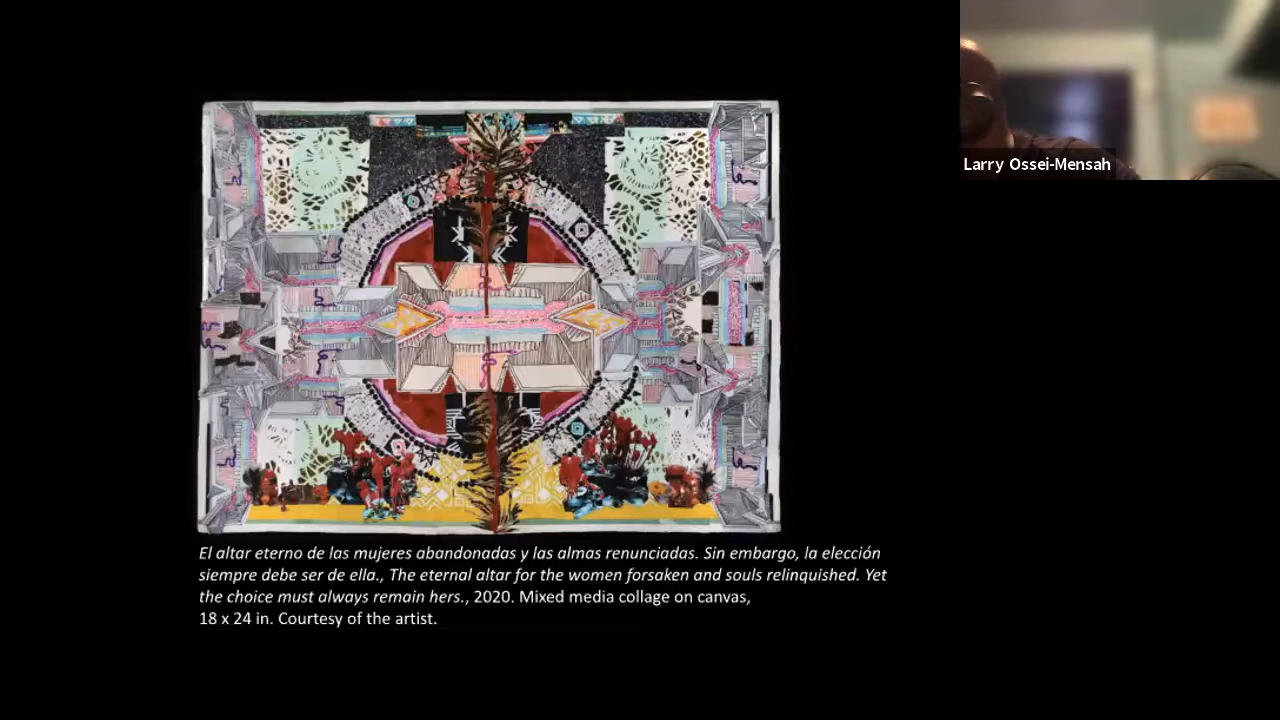 Larry Ossei-Mensah
El altar eterno de las mujeres abandonadas y las almas renunciadas. Sin embargo, la elección
siempre debe ser de ella., The eternal altar for the women forsaken and souls relinquished. Yet
the choice must always remain hers., 2020. Mixed media collage on canvas,
18 x 24 in. Courtesy of the artist.